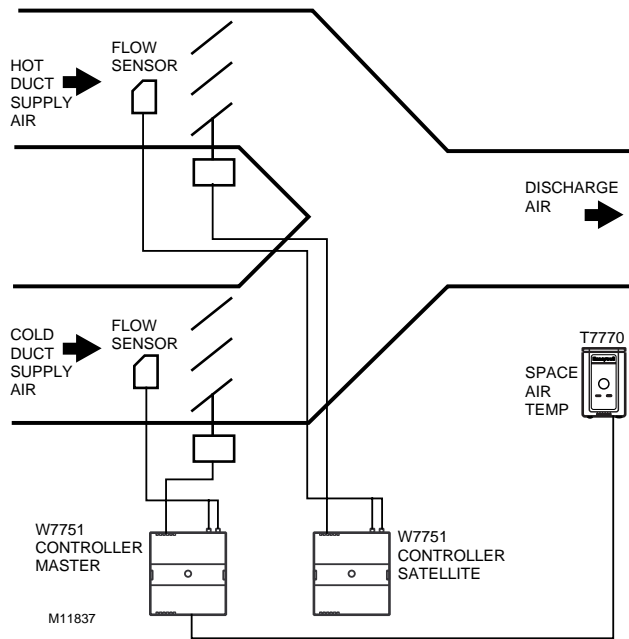 HOT
DUCT
SUPPLY
AIR
FLOW
SENSOR
DISCHARGE
AIR
COLD
DUCT
SUPPLY
AIR
FLOW
SENSOR
T7770
SPACE
AIR
TEMP
W7751
CONTROLLER
MASTER
W7751
CONTROLLER
SATELLITE
M11837